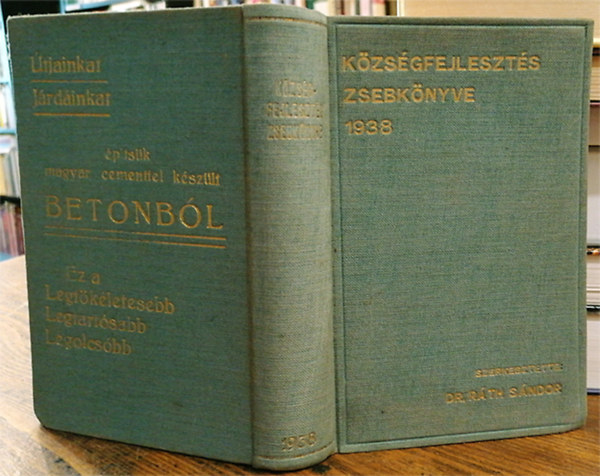 Útjainkat
Járdáinkat
építsük
magyar cementtel készült
BETONBÓL
Ez a
Legtökéletesebb
Legtartósabb
Legolcsóbb
KÖZSÉG-
FEJLESZTÉS
ZSEBKÖNYVE
1938
KÖZSÉGFEJLESZTÉS
ZSEBKÖNYVE
1938
SZERKESZTETTE:
DR. RÁTH SÁNDOR